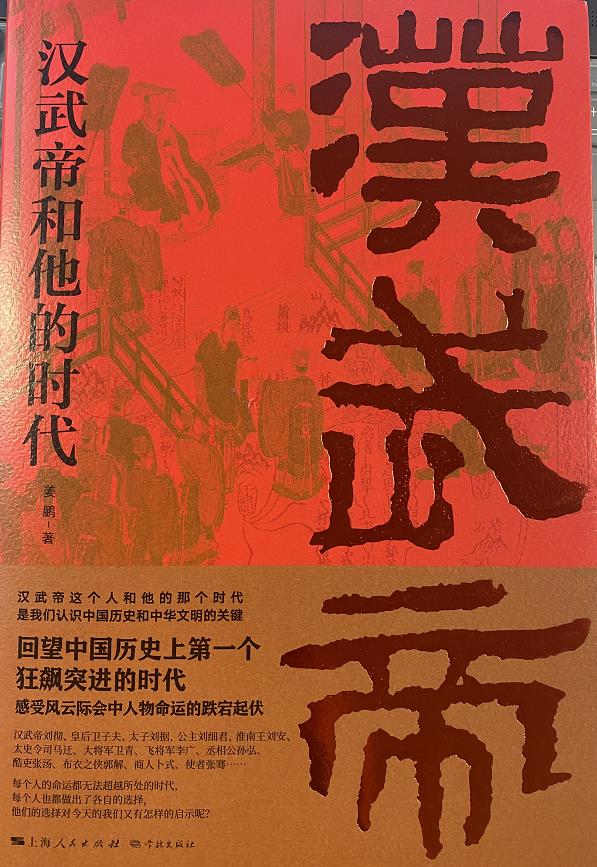 漢武帝
汉武帝和他的时代
姜鹏 著
汉武帝这个人和他的那个时代
是我们认识中国历史和中华文明的关键
回望中国历史上第一个
狂飙突进的时代
感受风云际会中人物命运的跌宕起伏
汉武帝刘彻、皇后卫子夫、太子刘据、公主刘细君、淮南王刘安、
太史令司马迁、大将军卫青、飞将军李广、丞相公孙弘、
酷吏张汤、布衣之侠郭解、商人卜式、使者张骞……
每个人的命运都无法超越所处的时代，
每个人也都做出了各自的选择，
他们的选择对今天的我们又有怎样的启示呢？
上海人民出版社 学林出版社